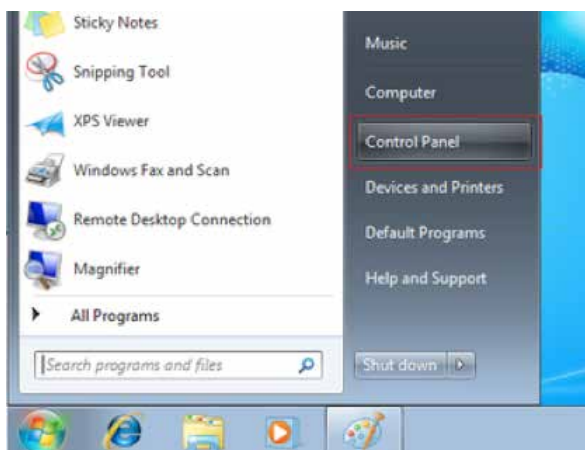 Sticky Notes
Snipping Tool
XPS Viewer
Windows Fax and Scan
Remote Desktop Connection
Magnifier
All Programs
Search programs and files
Music
Computer
Control Panel
Devices and Printers
Default Programs
Help and Support
Shut down